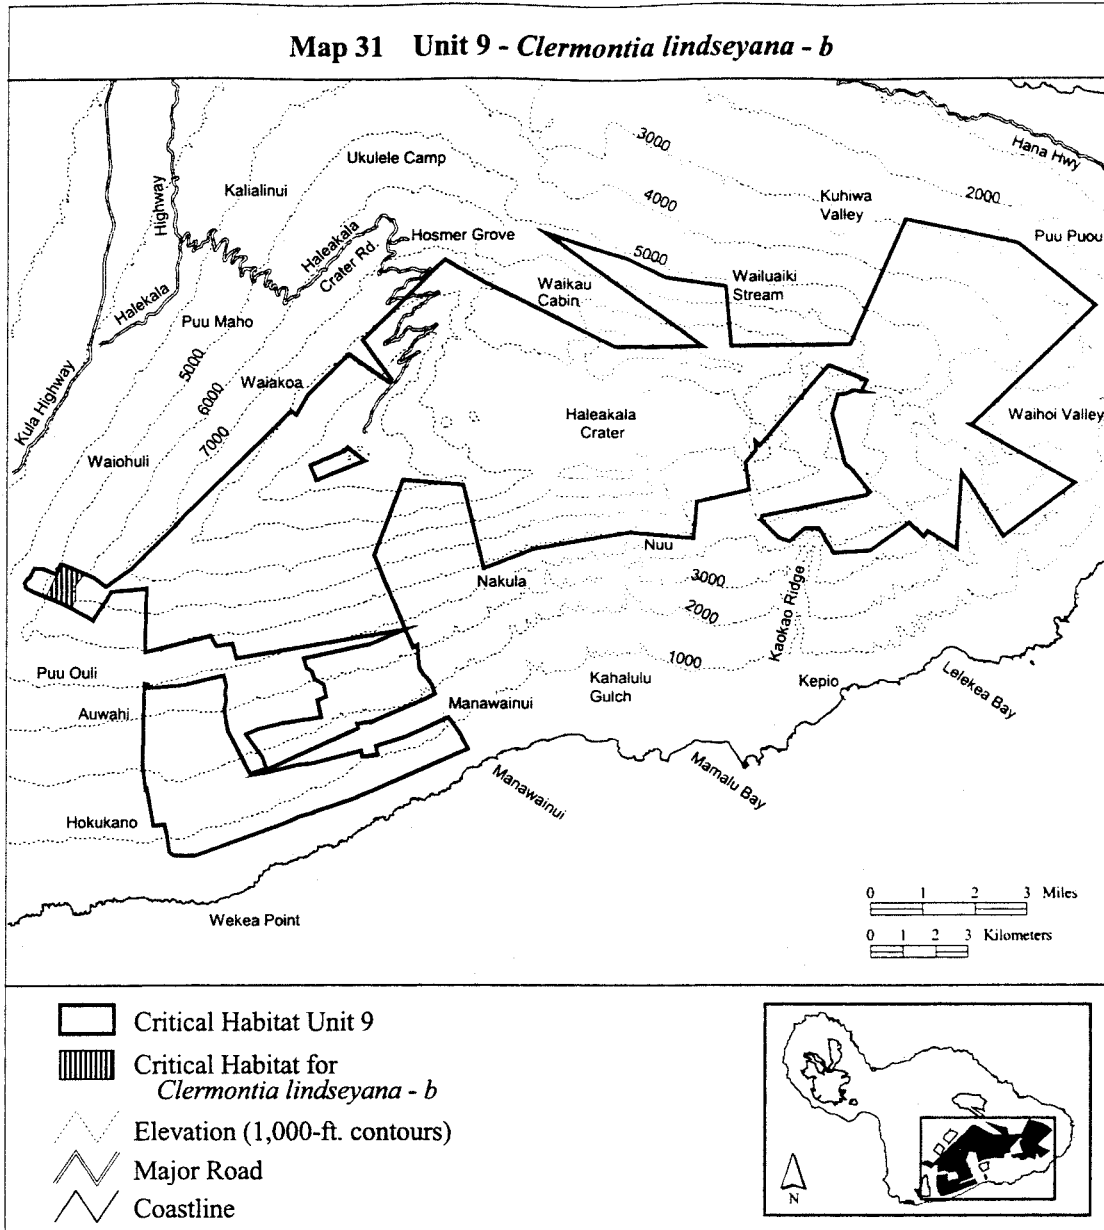 Map 31 Unit 9 - Clermontia lindseyana - b
3000
Hana Hwy
Ukulele Camp
Kalialinui
4000
Kuhiwa
Valley
2000
Highway
Haleakala
Crater Rd.
Hosmer Grove
5000
Puu Puou
Waikau
Cabin
Wailuaiki
Stream
Halekala
Puu Maho
5000
6000
7000
Waiakoa
Kula Highway
Haleakala
Crater
Waihoi Valley
Waiohuli
Nuu
Nakula
3000
2000
1000
Kaokao Ridge
Puu Ouli
Auwahi
Manawainui
Kahalulu
Gulch
Kepio
Lelekea Bay
Mamalu Bay
Manawainui
Hokukano
Wekea Point
0 1 2 3 Miles
0 1 2 3 Kilometers
Critical Habitat Unit 9
Critical Habitat for
Clermontia lindseyana - b
Elevation (1,000-ft. contours)
Major Road
Coastline
N